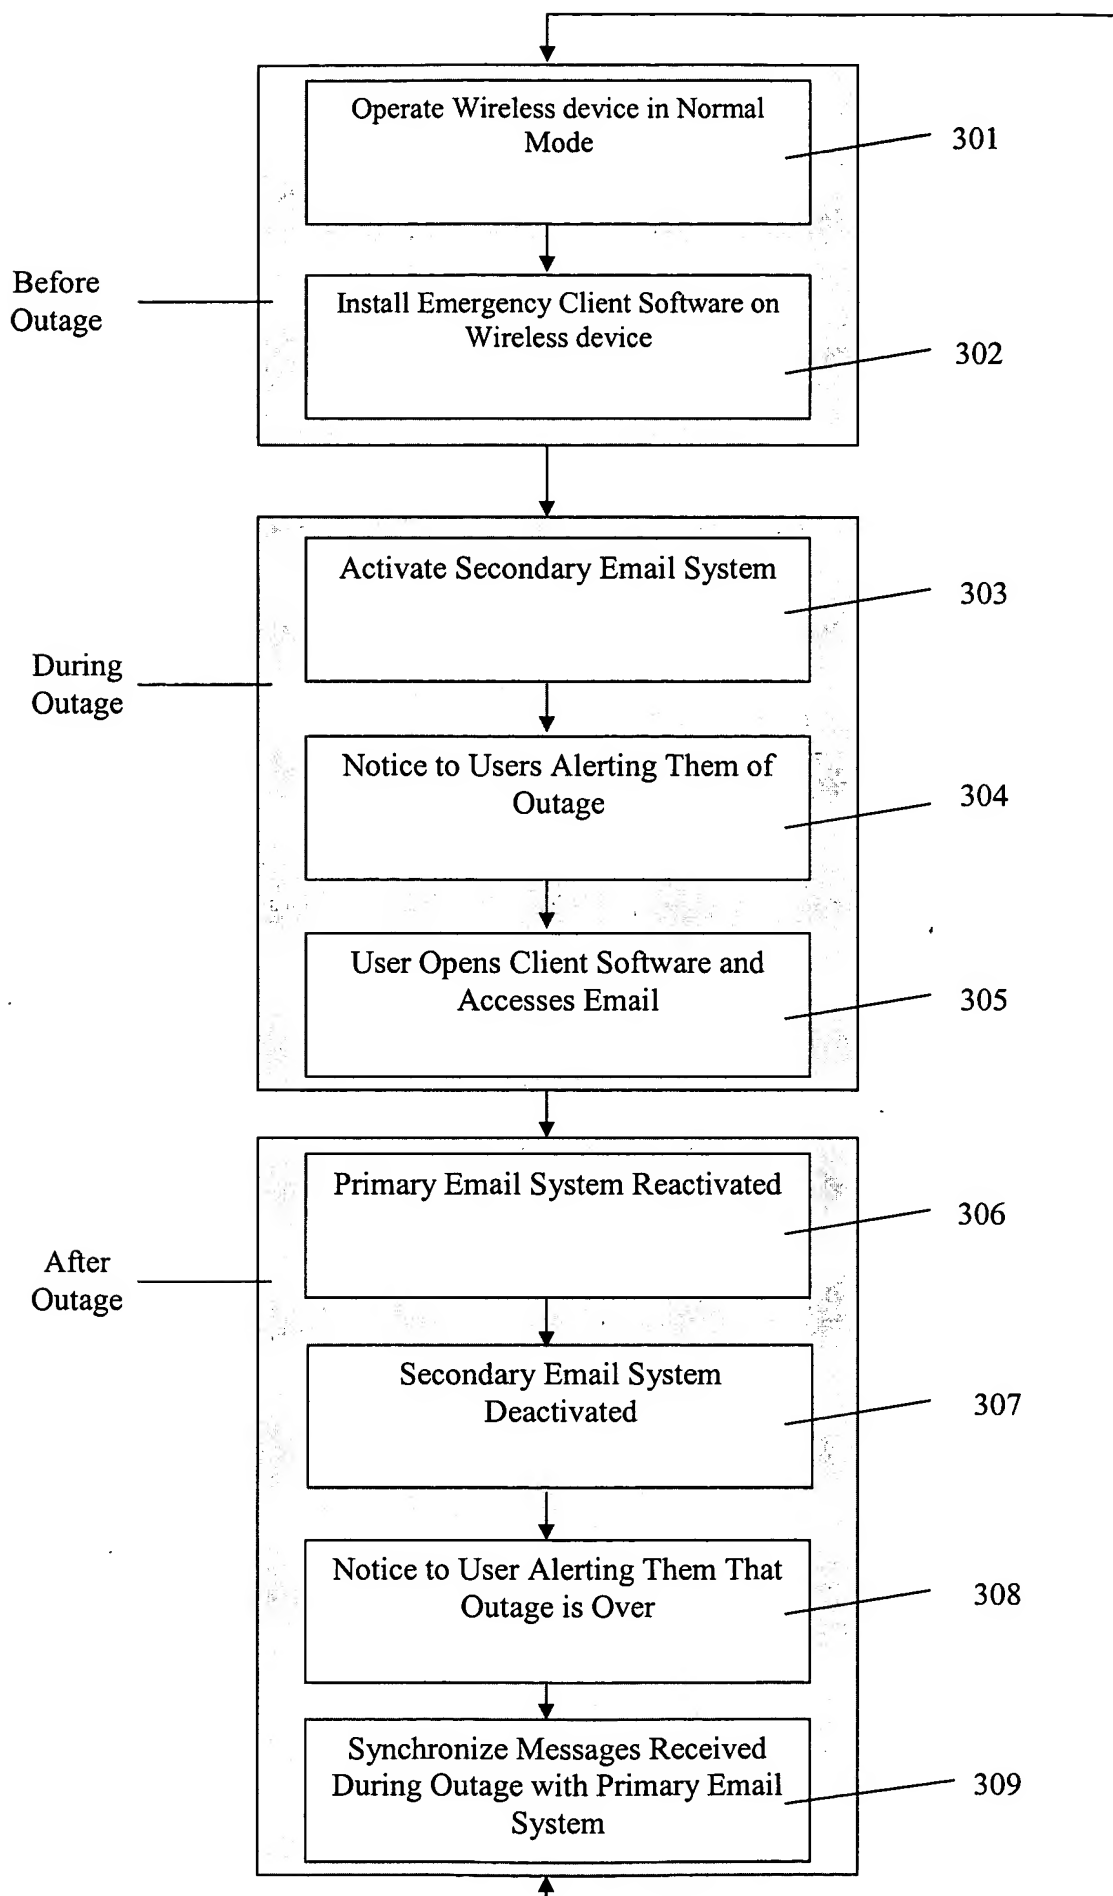 Operate Wireless device in Normal
Mode
301
Before
Outage
Install Emergency Client Software on
Wireless device
302
Activate Secondary Email System
303
During
Outage
Notice to Users Alerting Them of
Outage
304
User Opens Client Software and
Accesses Email
305
Primary Email System Reactivated
306
After
Outage
Secondary Email System
Deactivated
307
Notice to User Alerting Them That
Outage is Over
308
Synchronize Messages Received
During Outage with Primary Email
System
309